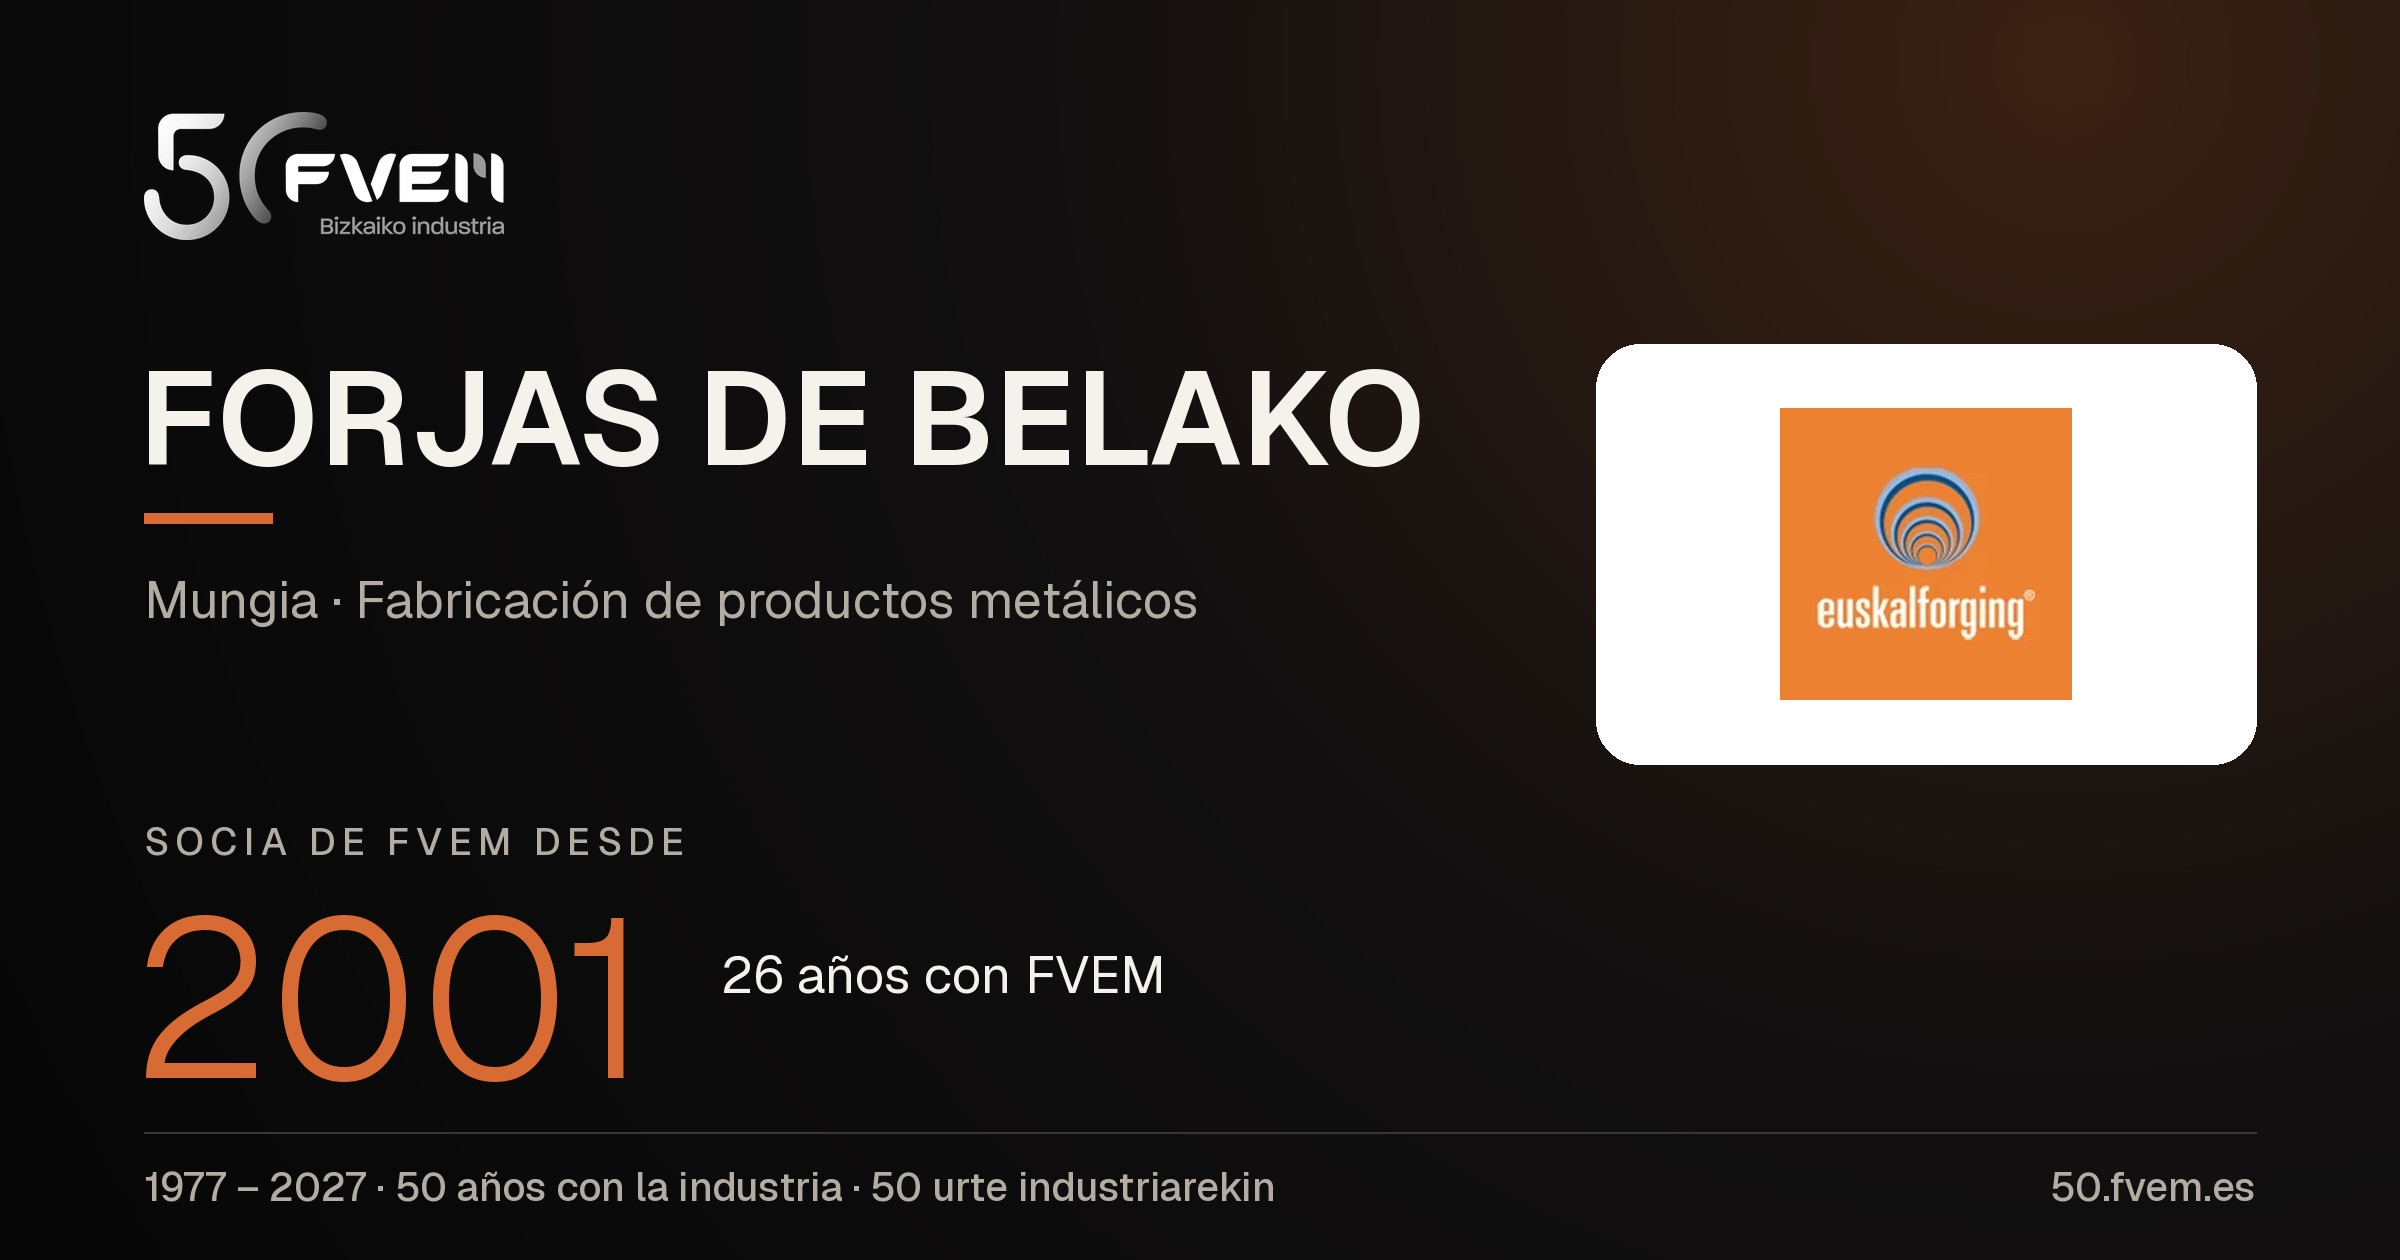 50 FVEM
Bizkaiko industria
FORJAS DE BELAKO
Mungia · Fabricación de productos metálicos
euskalforging®
SOCIA DE FVEM DESDE
2001
26 años con FVEM
1977 – 2027 · 50 años con la industria · 50 urte industriarekin
50.fvem.es